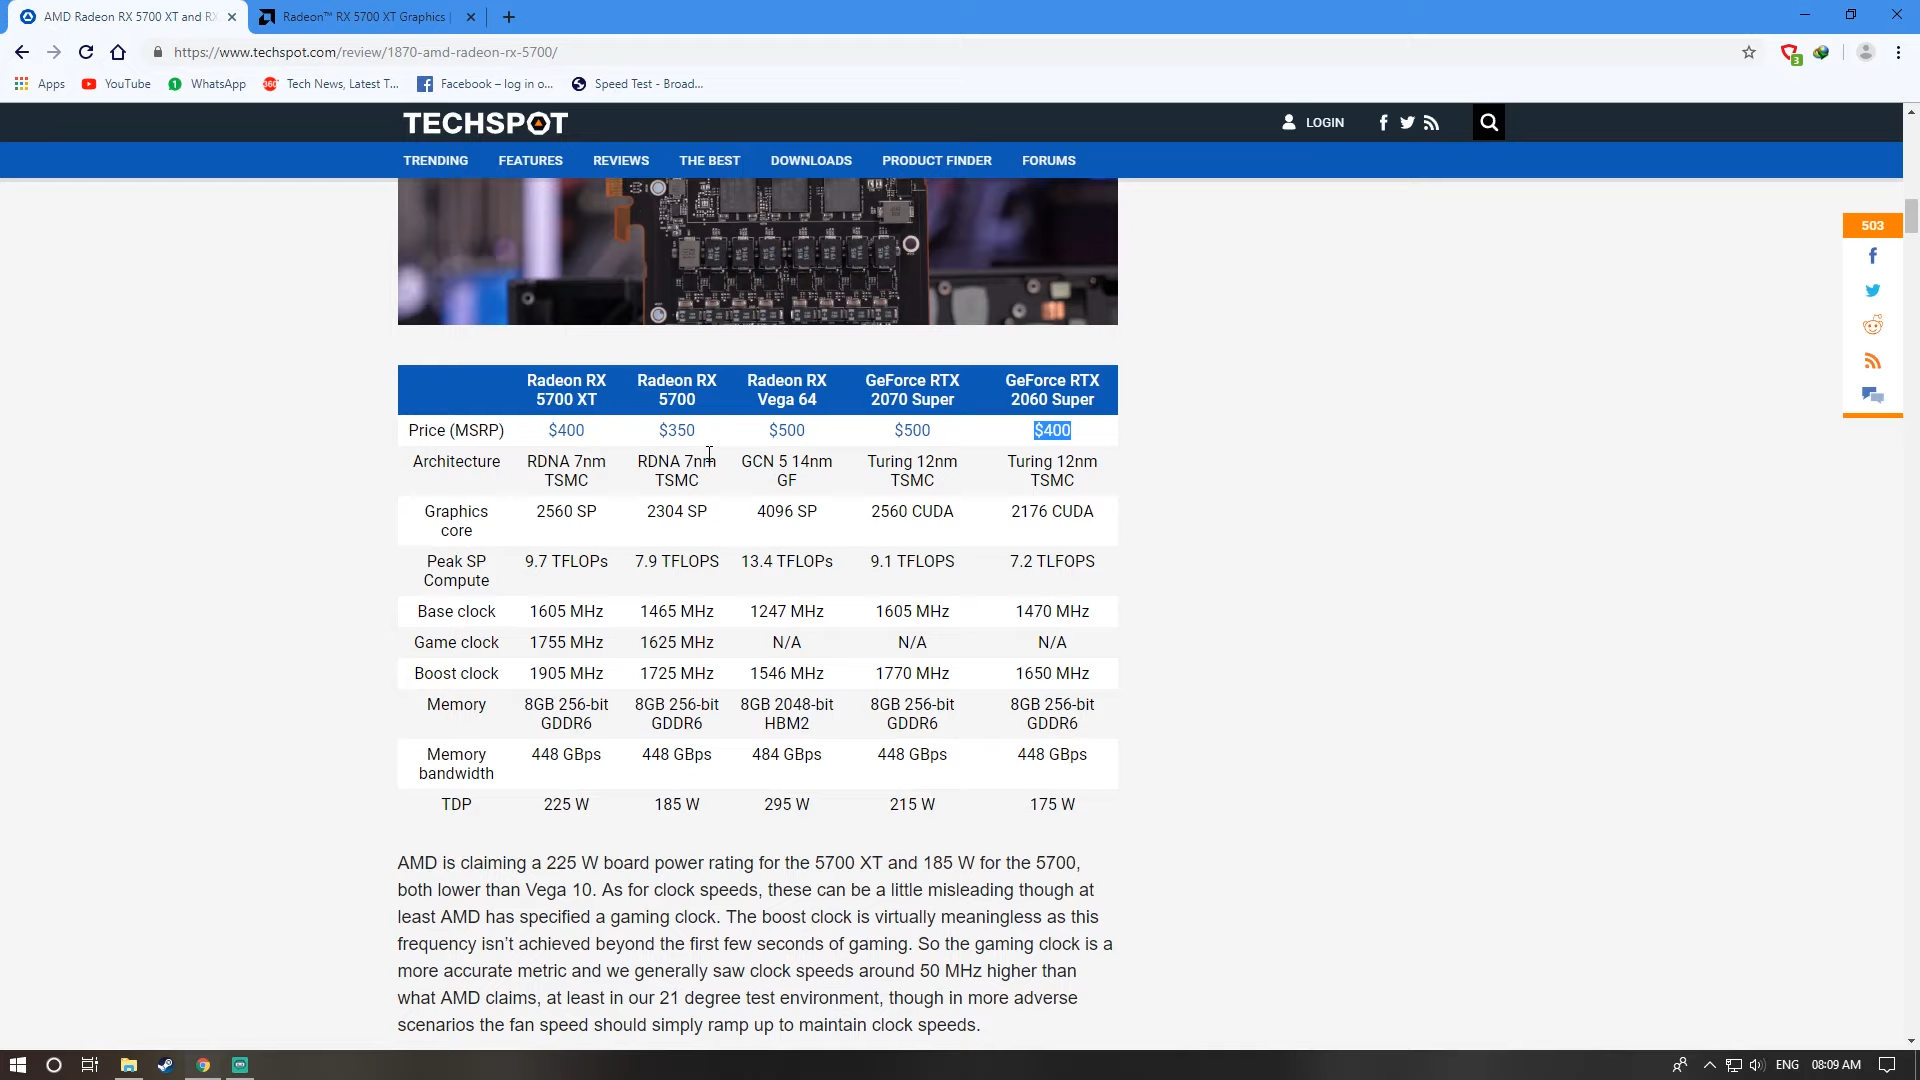 AMD Radeon RX 5700 XT and RX
Radeon™ RX 5700 XT Graphics |
https://www.techspot.com/review/1870-amd-radeon-rx-5700/
3
Apps
YouTube
1
WhatsApp
360
Tech News, Latest T...
Facebook – log in o...
Speed Test - Broad...
TECHSPOT
LOGIN
TRENDING FEATURES REVIEWS THE BEST DOWNLOADS PRODUCT FINDER FORUMS
503
Radeon RX Radeon RX Radeon RX GeForce RTX GeForce RTX
5700 XT 5700 Vega 64 2070 Super 2060 Super
Price (MSRP) $400 $350 $500 $500 $400
Architecture RDNA 7nm RDNA 7nm GCN 5 14nm Turing 12nm Turing 12nm
TSMC TSMC GF TSMC TSMC
Graphics 2560 SP 2304 SP 4096 SP 2560 CUDA 2176 CUDA
core
Peak SP 9.7 TFLOPs 7.9 TFLOPS 13.4 TFLOPs 9.1 TFLOPS 7.2 TLFOPS
Compute
Base clock 1605 MHz 1465 MHz 1247 MHz 1605 MHz 1470 MHz
Game clock 1755 MHz 1625 MHz N/A N/A N/A
Boost clock 1905 MHz 1725 MHz 1546 MHz 1770 MHz 1650 MHz
Memory 8GB 256-bit 8GB 256-bit 8GB 2048-bit 8GB 256-bit 8GB 256-bit
GDDR6 GDDR6 HBM2 GDDR6 GDDR6
Memory 448 GBps 448 GBps 484 GBps 448 GBps 448 GBps
bandwidth
TDP 225 W 185 W 295 W 215 W 175 W
AMD is claiming a 225 W board power rating for the 5700 XT and 185 W for the 5700,
both lower than Vega 10. As for clock speeds, these can be a little misleading though at
least AMD has specified a gaming clock. The boost clock is virtually meaningless as this
frequency isn't achieved beyond the first few seconds of gaming. So the gaming clock is a
more accurate metric and we generally saw clock speeds around 50 MHz higher than
what AMD claims, at least in our 21 degree test environment, though in more adverse
scenarios the fan speed should simply ramp up to maintain clock speeds.
ENG
08:09 AM